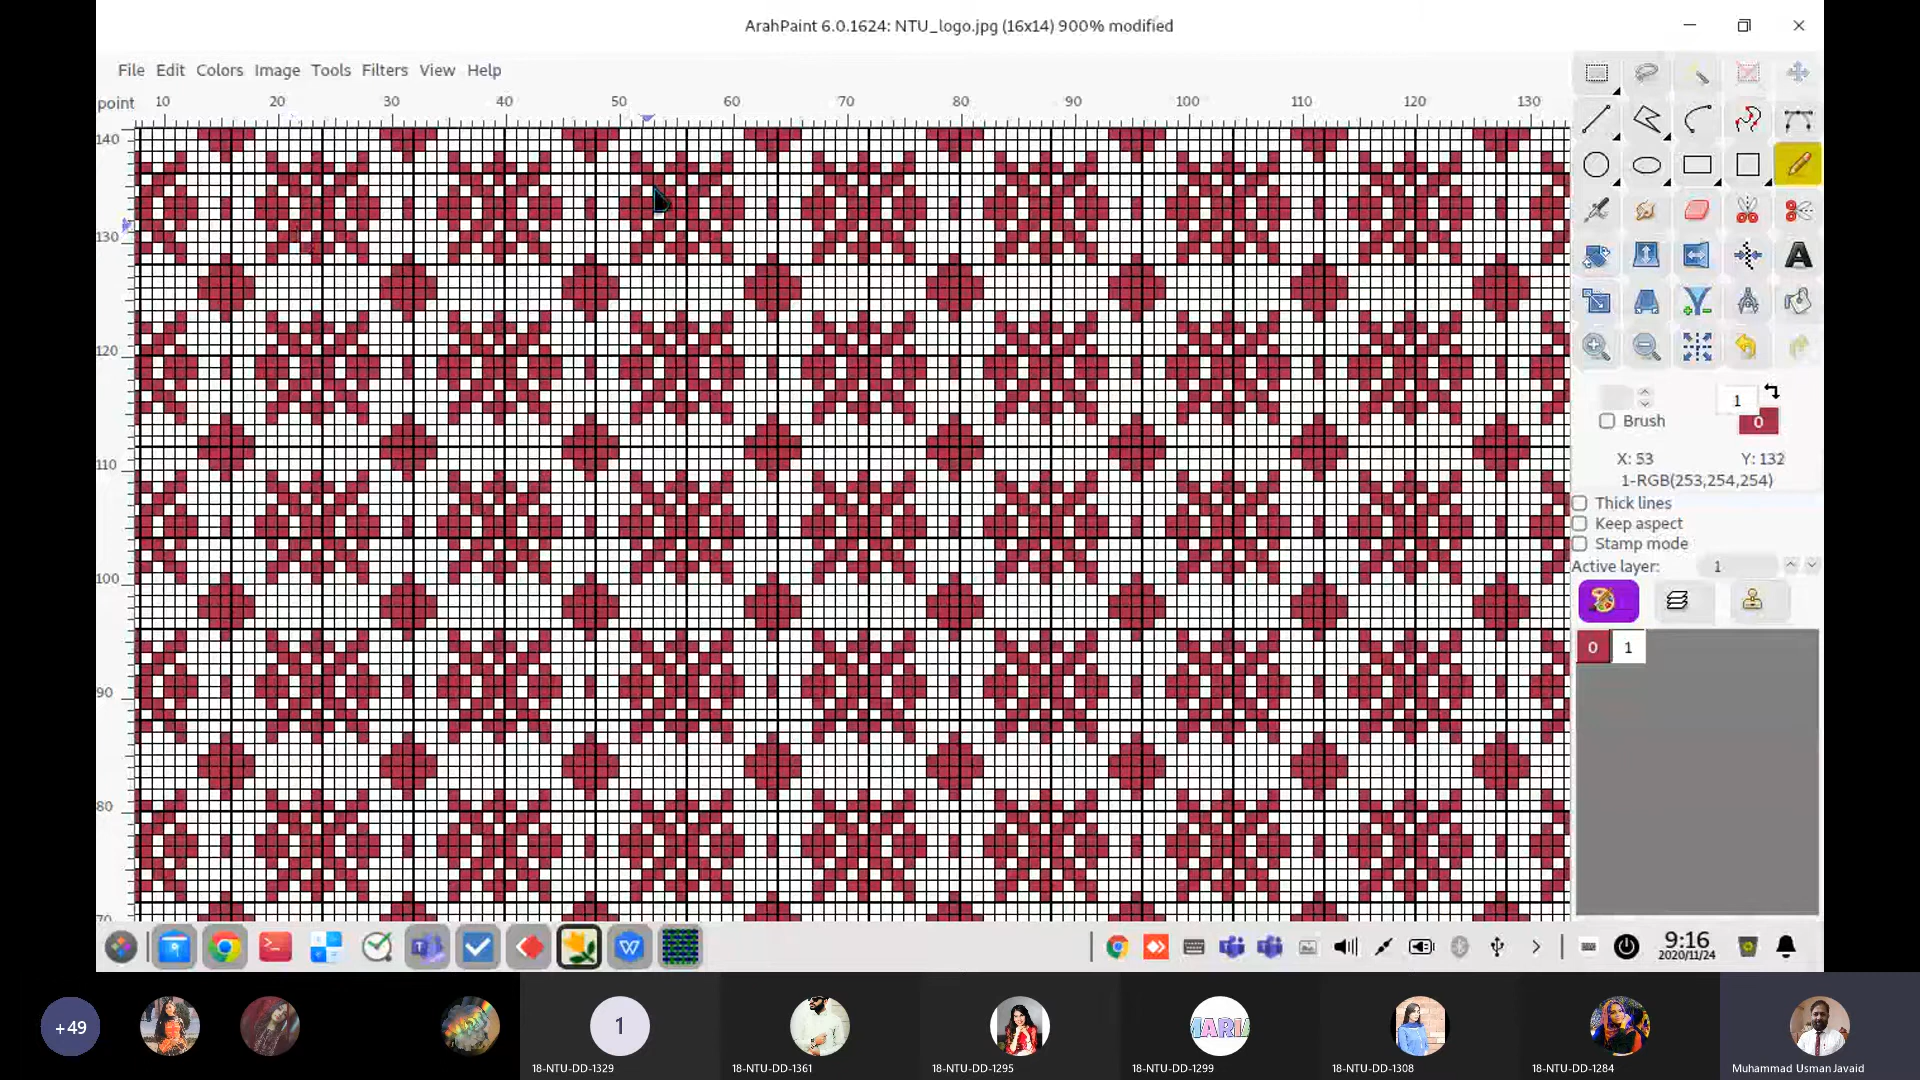 ArahPaint 6.0.1624: NTU_logo.jpg (16x14) 900% modified
File Edit Colors Image Tools Filters View Help
point 10 20 30 40 50 60 70 80 90 100 110 120 130
140
130
120
110
100
90
80
70
A
1
0
Brush
X: 53 Y: 132
1-RGB(253,254,254)
Thick lines
Keep aspect
Stamp mode
Active layer: 1
0 1
9:16
2020/11/24
+49
1
MARIA
18-NTU-DD-1329 18-NTU-DD-1361 18-NTU-DD-1295 18-NTU-DD-1299 18-NTU-DD-1308 18-NTU-DD-1284 Muhammad Usman Javaid